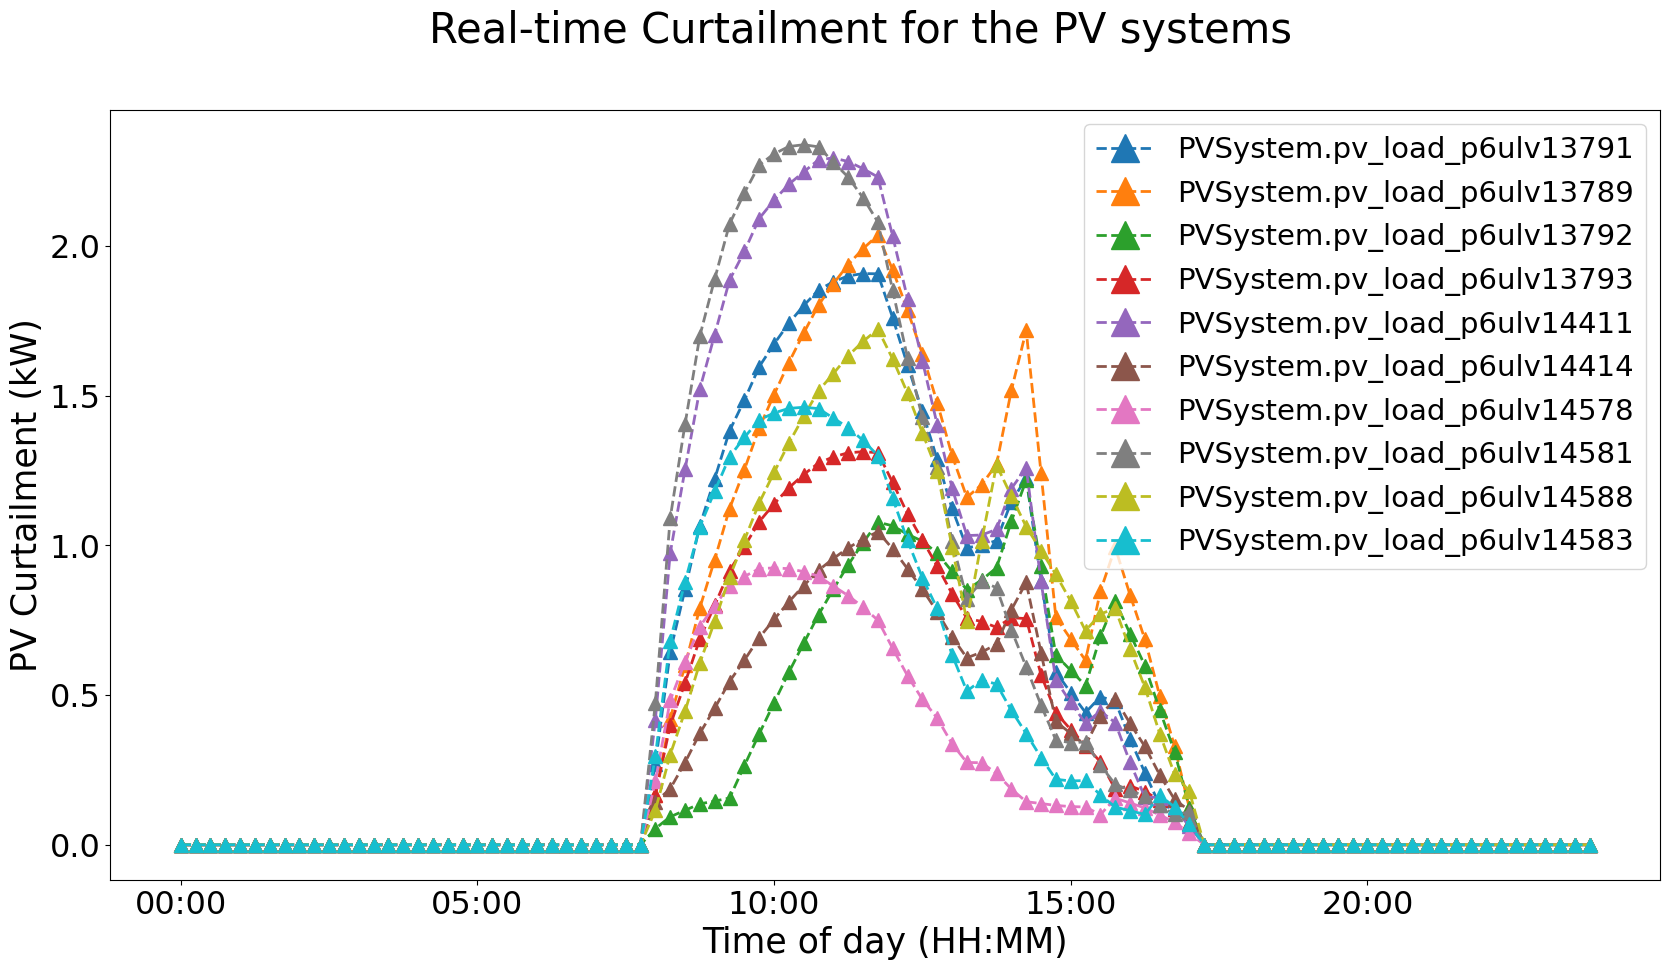 Real-time Curtailment for the PV systems
PV Curtailment (kW)
2.0
1.5
1.0
0.5
0.0
PVSystem.pv_load_p6ulv13791
PVSystem.pv_load_p6ulv13789
PVSystem.pv_load_p6ulv13792
PVSystem.pv_load_p6ulv13793
PVSystem.pv_load_p6ulv14411
PVSystem.pv_load_p6ulv14414
PVSystem.pv_load_p6ulv14578
PVSystem.pv_load_p6ulv14581
PVSystem.pv_load_p6ulv14588
PVSystem.pv_load_p6ulv14583
00:00 05:00 10:00 15:00 20:00
Time of day (HH:MM)